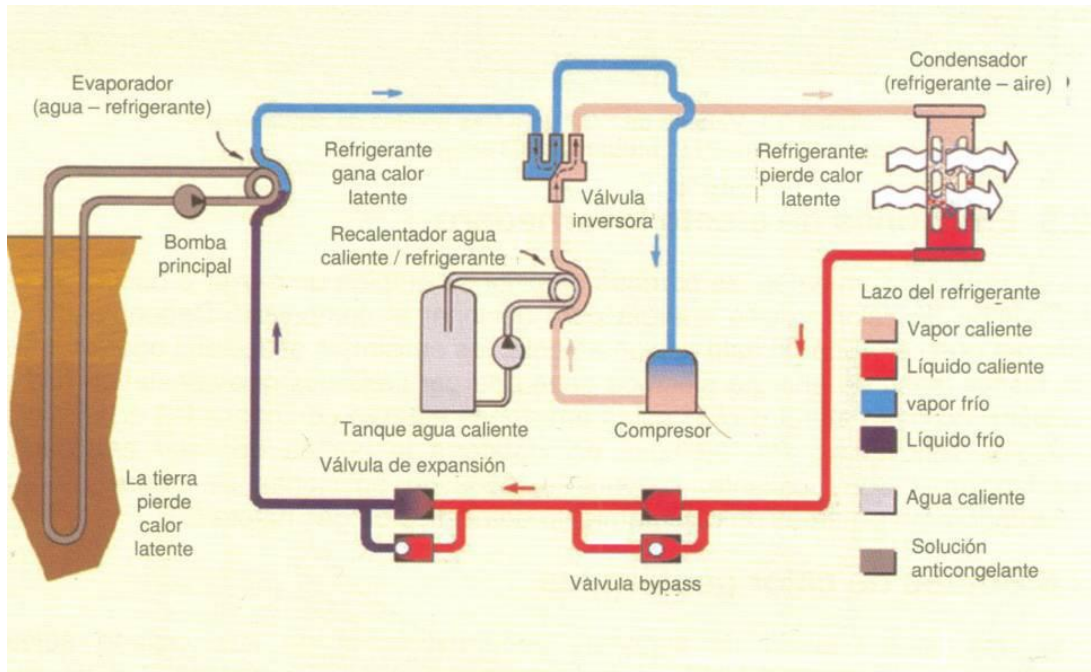 Evaporador
(agua – refrigerante)
Condensador
(refrigerante – aire)
Refrigerante
gana calor
latente
Refrigerante
pierde calor
latente
Válvula
inversora
Bomba
principal
Recalentador agua
caliente / refrigerante
Lazo del refrigerante
Vapor caliente
Líquido caliente
vapor frío
Líquido frío
Agua caliente
Solución
anticongelante
Tanque agua caliente
Compresor
Válvula de expansión
La tierra
pierde
calor
latente
Válvula bypass